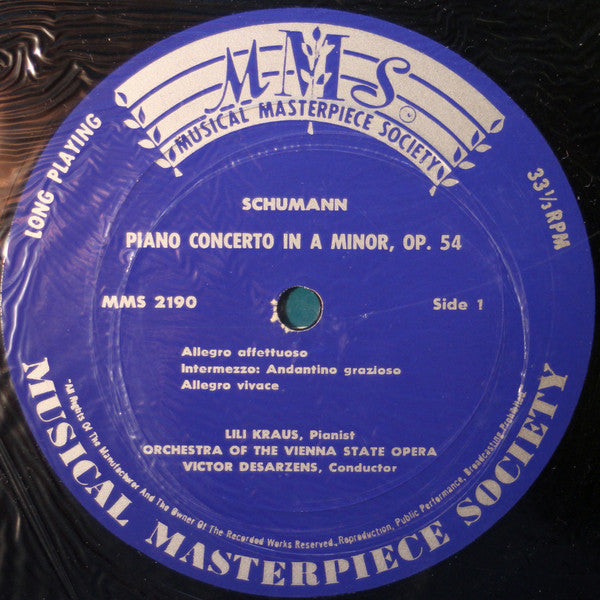 MMS
MUSICAL MASTERPIECE SOCIETY
LONG PLAYING
33 1/3 RPM
SCHUMANN
PIANO CONCERTO IN A MINOR, OP. 54
MMS 2190
Side 1
Allegro affettuoso
Intermezzo: Andantino grazioso
Allegro vivace
LILI KRAUS, Pianist
ORCHESTRA OF THE VIENNA STATE OPERA
VICTOR DESARZENS, Conductor
"All Rights Of The Manufacturer And The Owner Of The Recorded Works Reserved., Reproduction, Public Performance, Broadcasting Prohibited
MUSICAL MASTERPIECE SOCIETY